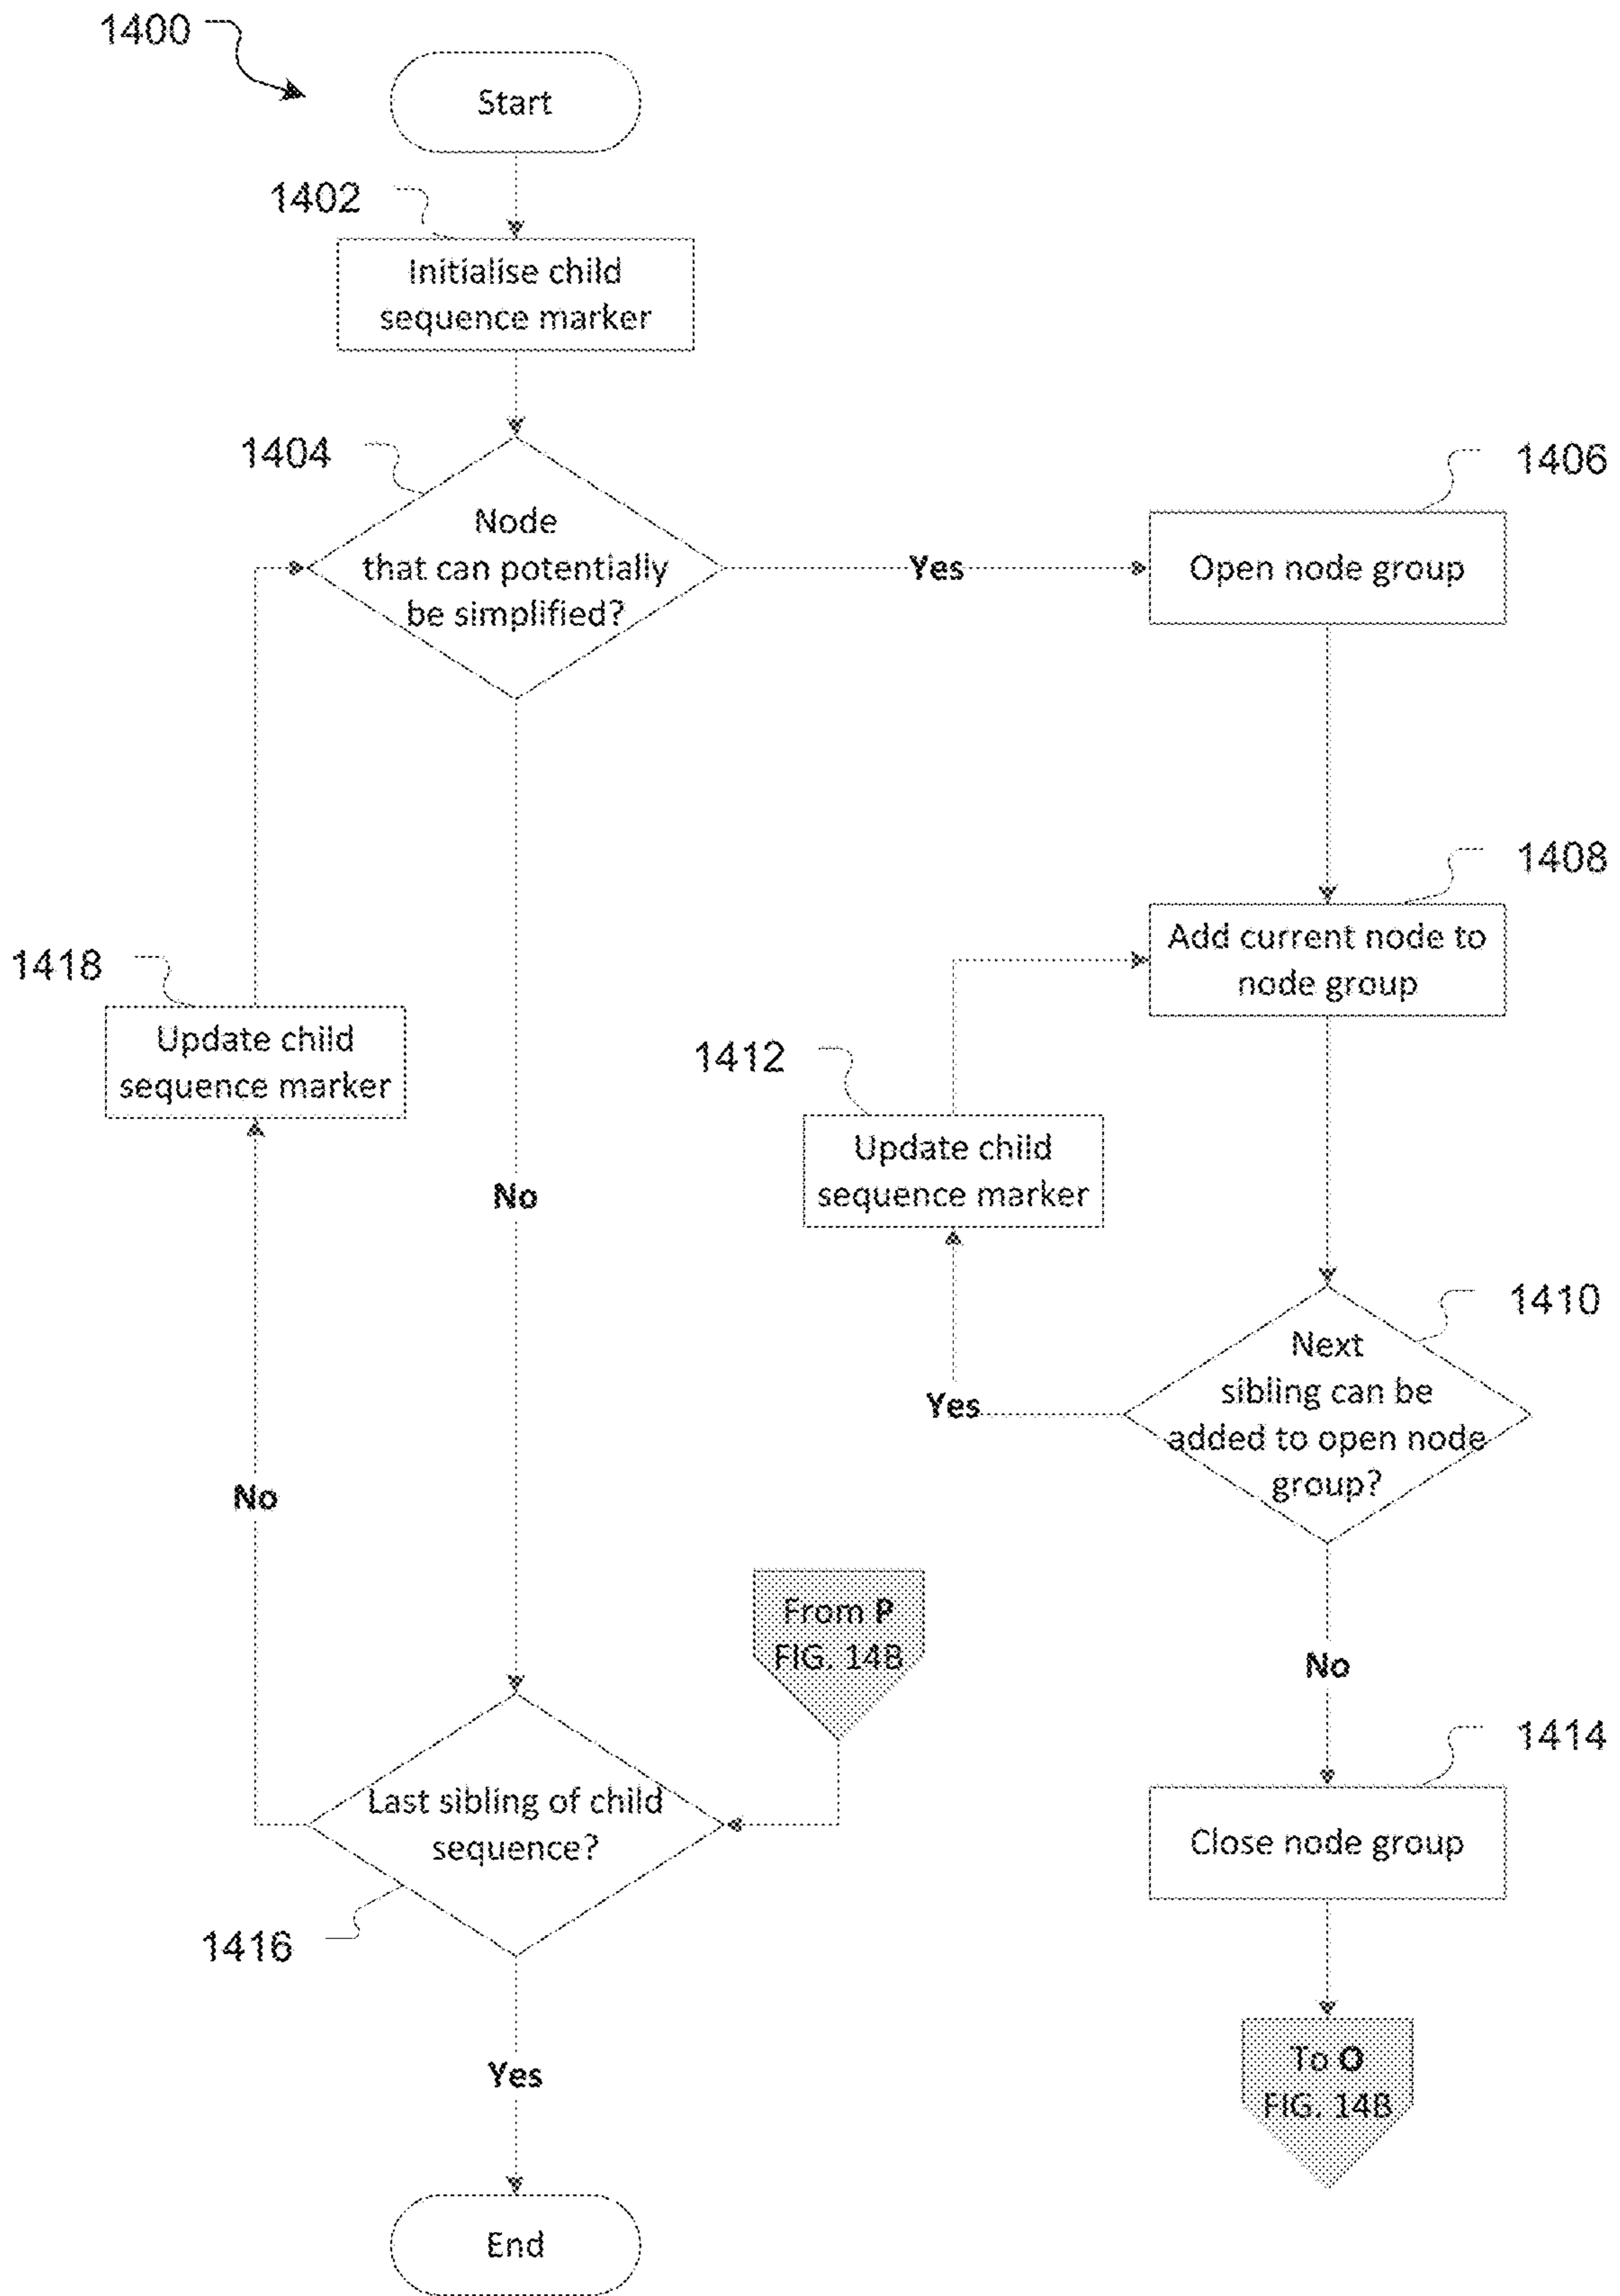 1400
Start
1402
Initialise child
sequence marker
1404
Node
that can potentially
be simplified?
Yes
1406
Open node group
1408
Add current node to
node group
1418
Update child
sequence marker
1412
Update child
sequence marker
No
1410
Next
sibling can be
added to open node
group?
Yes
No
From P
FIG. 14B
No
1414
Close node group
Last sibling of child
sequence?
1416
Yes
To O
FIG. 14B
End